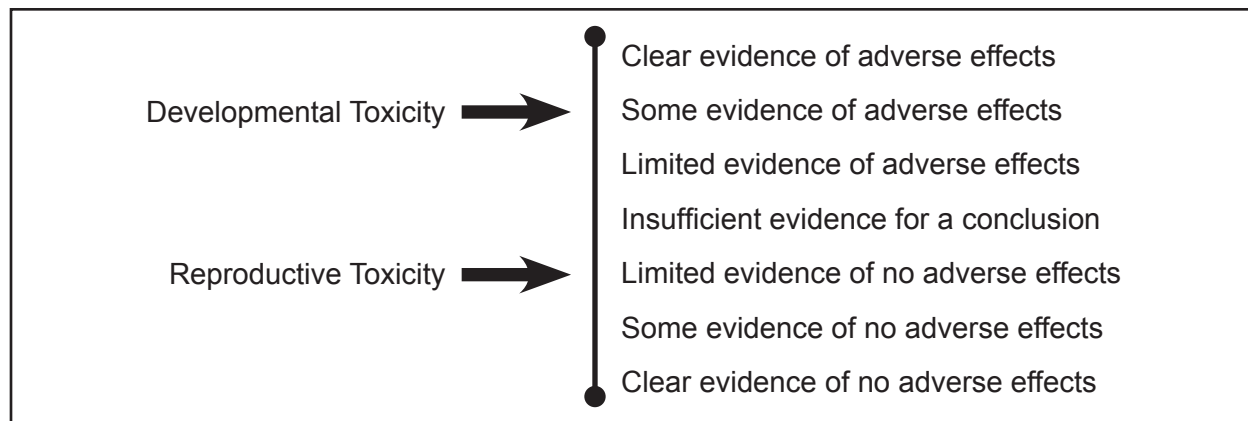 Clear evidence of adverse effects
Developmental Toxicity Some evidence of adverse effects
Limited evidence of adverse effects
Insufficient evidence for a conclusion
Reproductive Toxicity Limited evidence of no adverse effects
Some evidence of no adverse effects
Clear evidence of no adverse effects